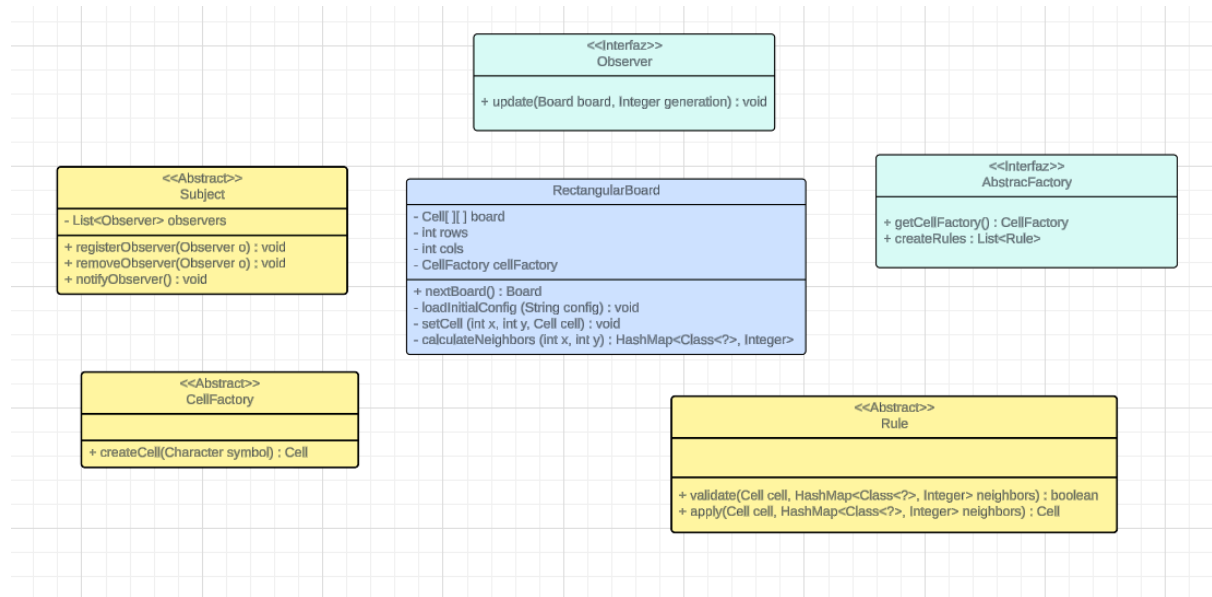 <<Interfaz>>
Observer
+ update(Board board, Integer generation) : void
<<Abstract>>
Subject
- List<Observer> observers
+ registerObserver(Observer o) : void
+ removeObserver(Observer o) : void
+ notifyObserver() : void
RectangularBoard
- Cell[ ][ ] board
- int rows
- int cols
- CellFactory cellFactory
+ nextBoard() : Board
- loadInitialConfig (String config) : void
- setCell (int x, int y, Cell cell) : void
- calculateNeighbors (int x, int y) : HashMap<Class<?>, Integer>
<<Interfaz>>
AbstracFactory
+ getCellFactory() : CellFactory
+ createRules : List<Rule>
<<Abstract>>
CellFactory
+ createCell(Character symbol) : Cell
<<Abstract>>
Rule
+ validate(Cell cell, HashMap<Class<?>, Integer> neighbors) : boolean
+ apply(Cell cell, HashMap<Class<?>, Integer> neighbors) : Cell